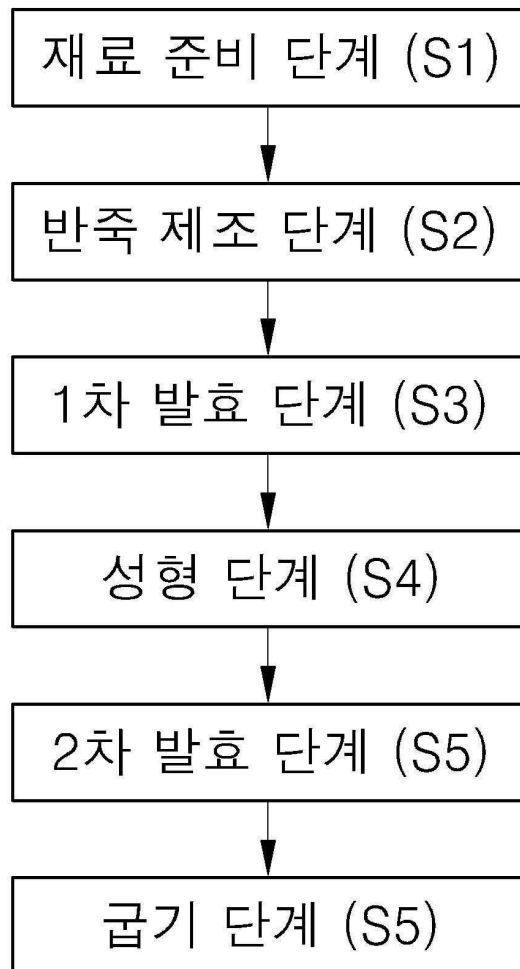 재료 준비 단계 (S1)
반죽 제조 단계 (S2)
1차 발효 단계 (S3)
성형 단계 (S4)
2차 발효 단계 (S5)
굽기 단계 (S5)